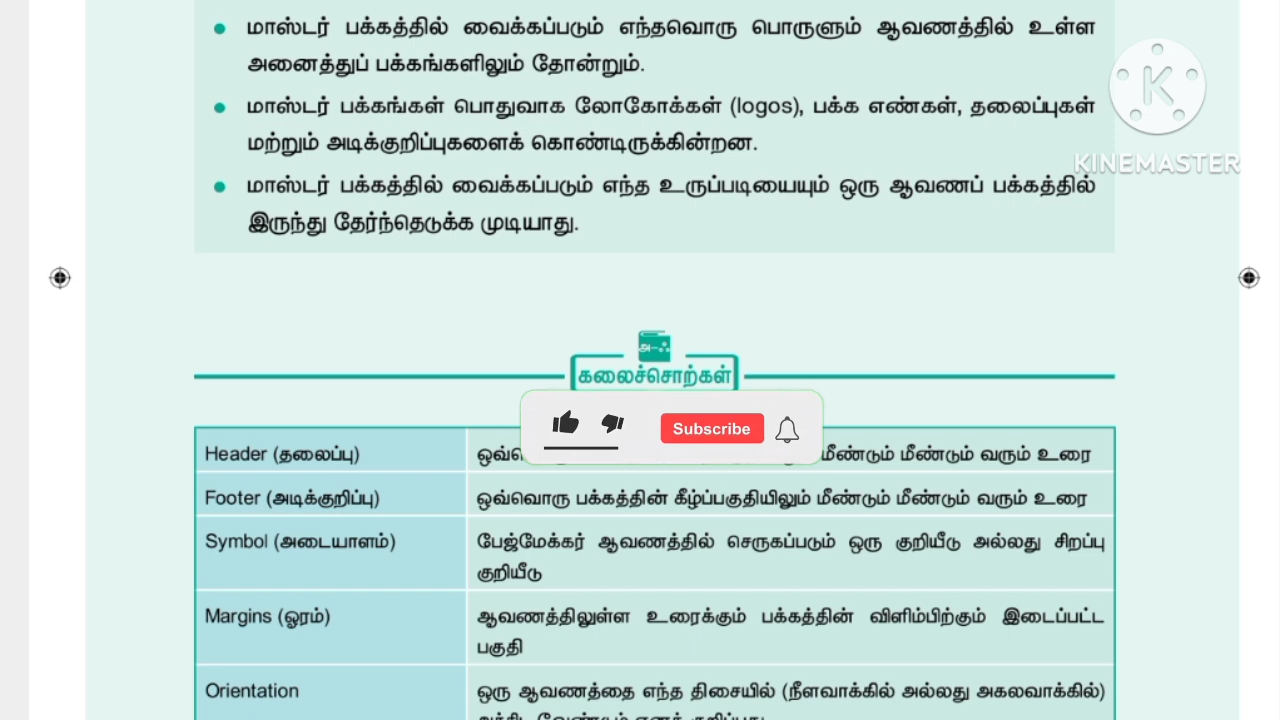 மாஸ்டர் பக்கத்தில் வைக்கப்படும் எந்தவொரு பொருளும் ஆவணத்தில் உள்ள
அனைத்துப் பக்கங்களிலும் தோன்றும்.
மாஸ்டர் பக்கங்கள் பொதுவாக லோகோக்கள் (logos), பக்க எண்கள், தலைப்புகள்
மற்றும் அடிக்குறிப்புகளைக் கொண்டிருக்கின்றன.
KINEMASTER
மாஸ்டர் பக்கத்தில் வைக்கப்படும் எந்த உருப்படியையும் ஒரு ஆவணப் பக்கத்தில்
இருந்து தேர்ந்தெடுக்க முடியாது.
அ-ஃ
கலைச்சொற்கள்
Subscribe
Header (தலைப்பு) மீண்டும் மீண்டும் வரும் உரை
Footer (அடிக்குறிப்பு) ஒவ்வொரு பக்கத்தின் கீழ்ப்பகுதியிலும் மீண்டும் மீண்டும் வரும் உரை
Symbol (அடையாளம்) பேஜ்மேக்கர் ஆவணத்தில் செருகப்படும் ஒரு குறியீடு அல்லது சிறப்பு
குறியீடு
Margins (ஓரம்) ஆவணத்திலுள்ள உரைக்கும் பக்கத்தின் விளிம்பிற்கும் இடைப்பட்ட
பகுதி
Orientation ஒரு ஆவணத்தை எந்த திசையில் (நீளவாக்கில் அல்லது அகலவாக்கில்)